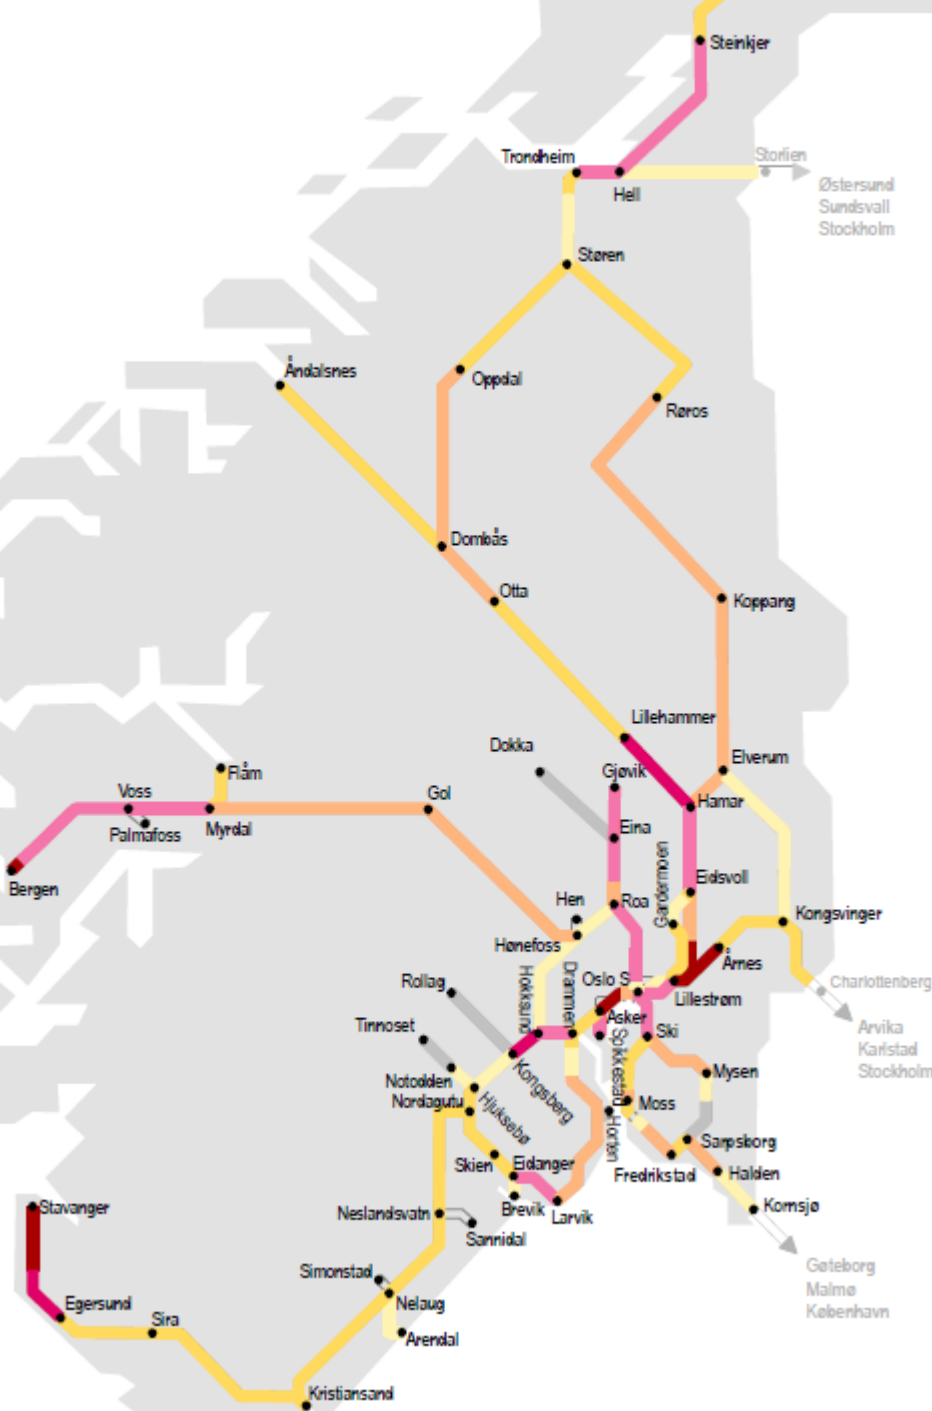 Steinkjer
Trondheim
Storlien
Hell
Østersund
Sundsvall
Stockholm
Støren
Åndalsnes
Oppdal
Røros
Dombås
Otta
Koppang
Lillehammer
Dokka
Elverum
Flåm
Gjøvik
Voss
Gol
Hamar
Palmafoss
Myrdal
Eina
Gardermoen
Eidsvoll
Bergen
Hen
Roa
Kongsvinger
Hønefoss
Hokksund
Drammen
Årnes
Rollag
Oslo S
Charlottenberg
Lillestrøm
Asker
Tinnoset
Spikkestad
Ski
Arvika
Karlstad
Stockholm
Notodden
Kongsberg
Mysen
Nordagutu
Hjuksebø
Moss
Horten
Sarpsborg
Skien
Eidanger
Fredrikstad
Halden
Stavanger
Neslandsvatn
Brevik
Larvik
Kornsjø
Sannidal
Simonstad
Gøteborg
Malmø
København
Egersund
Nelaug
Sira
Arendal
Kristiansand